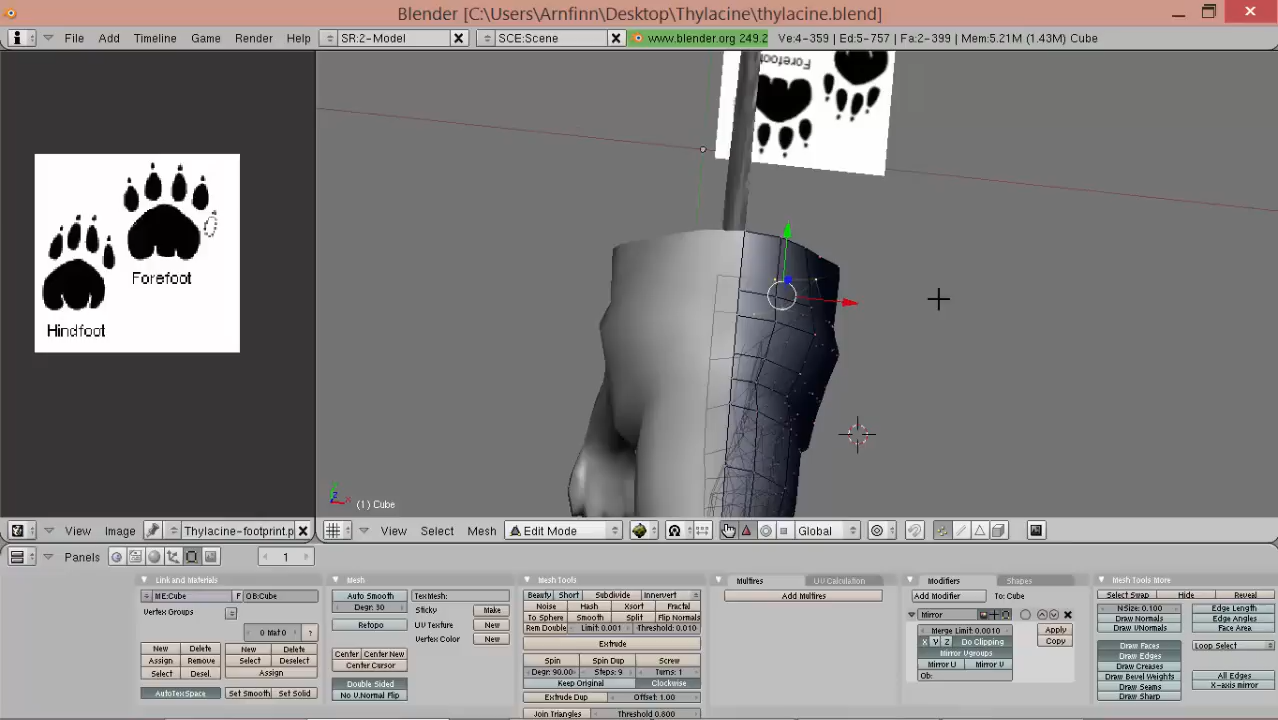 Blender [C:\Users\Arnfinn\Desktop\Thylacine\thylacine.blend]
File Add Timeline Game Render Help SR:2-Model SCE:Scene www.blender.org 249.2 Ve:4-359 | Ed:5-757 | Fa:2-399 | Mem:5.21M (1.43M) Cube
Forefoot
Forefoot
Hindfoot
(1) Cube
View Image Thylacine-footprint.p View Select Mesh Edit Mode Global
Panels 1
Link and Materials Mesh Mesh Tools Multires UV Calculation Modifiers Shapes Mesh Tools More
ME:Cube F OB:Cube Auto Smooth TexMesh: Beauty Short Subdivide Innervert Add Multires Add Modifier To: Cube Select Swap Hide Reveal
Vertex Groups Degr: 30 Sticky Make Noise Hash Xsort Fractal Mirror NSize: 0.100 Edge Length
Retopo UV Texture New To Sphere Smooth Split Flip Normals Merge Limit: 0.0010 Apply Draw Normals Edge Angles
0 Mat 0 ? Vertex Color New Rem Double Limit: 0.001 Threshold: 0.010 X Y Z Do Clipping Copy Draw VNormals Face Area
New Delete New Delete Center Center New Extrude Mirror Vgroups Draw Faces Loop Select
Assign Remove Select Deselect Center Cursor Spin Spin Dup Screw Mirror U Mirror V Draw Edges
Select Desel. Assign Double Sided Degr: 90.00 Steps: 9 Turns: 1 Ob: Draw Creases All Edges
AutoTexSpace Set Smooth Set Solid No V.Normal Flip Keep Original Clockwise Draw Bevel Weights X-axis mirror
Extrude Dup Offset: 1.00 Draw Seams
Join Triangles Threshold 0.800 Draw Sharp